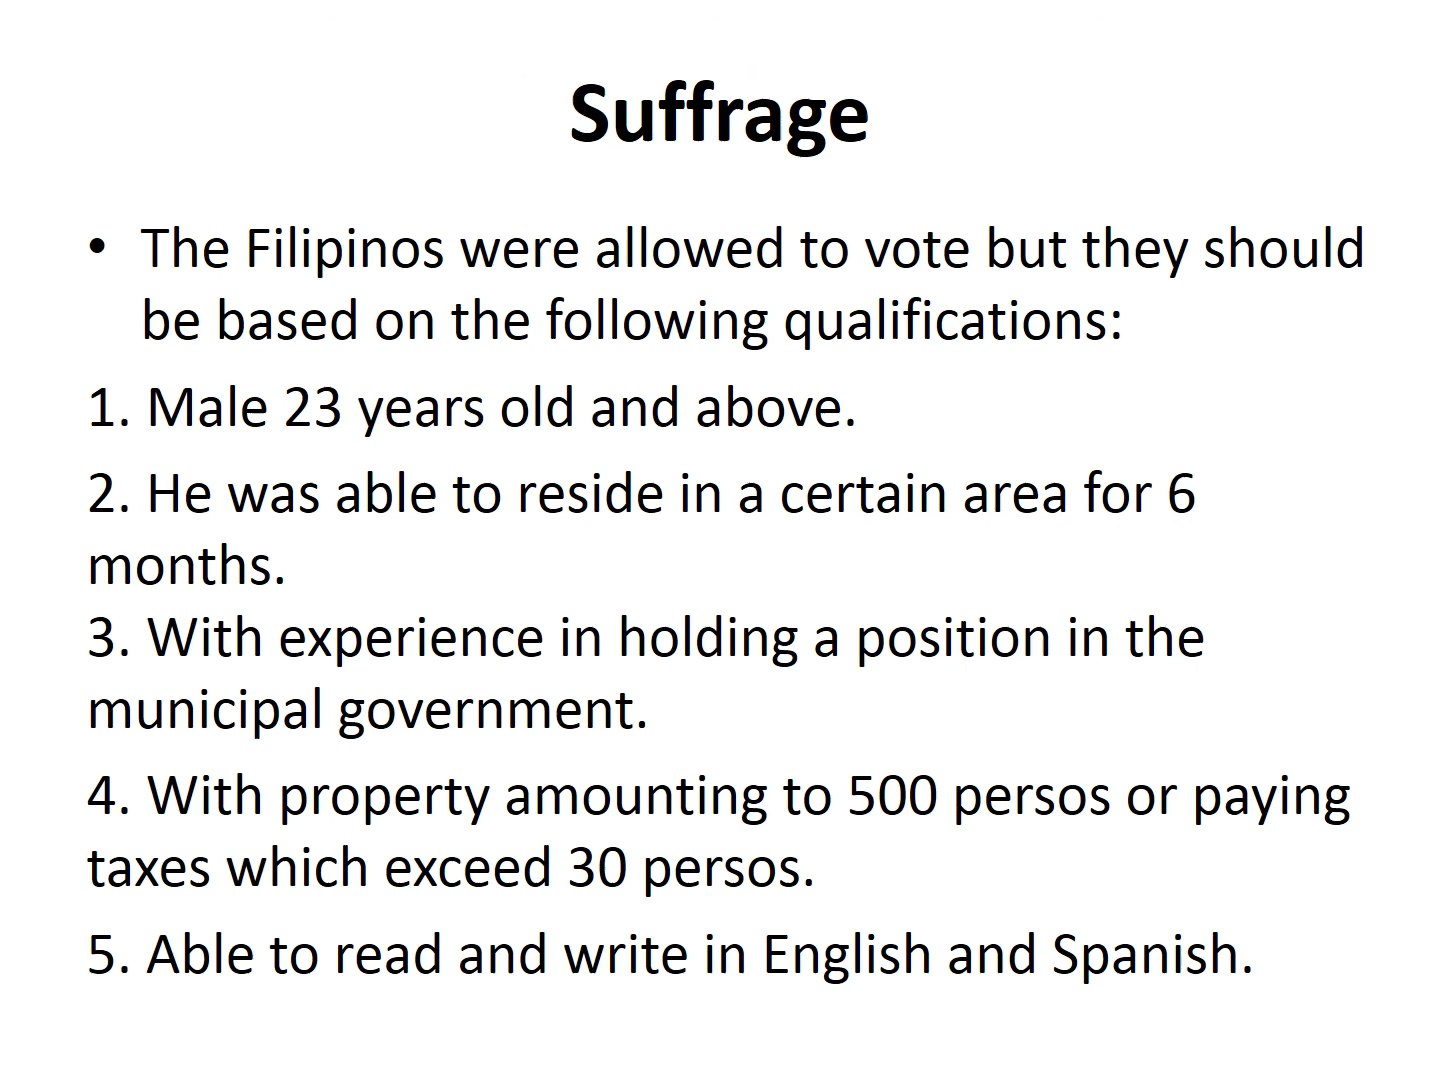 Suffrage
• The Filipinos were allowed to vote but they should
be based on the following qualifications:
1. Male 23 years old and above.
2. He was able to reside in a certain area for 6
months.
3. With experience in holding a position in the
municipal government.
4. With property amounting to 500 persos or paying
taxes which exceed 30 persos.
5. Able to read and write in English and Spanish.